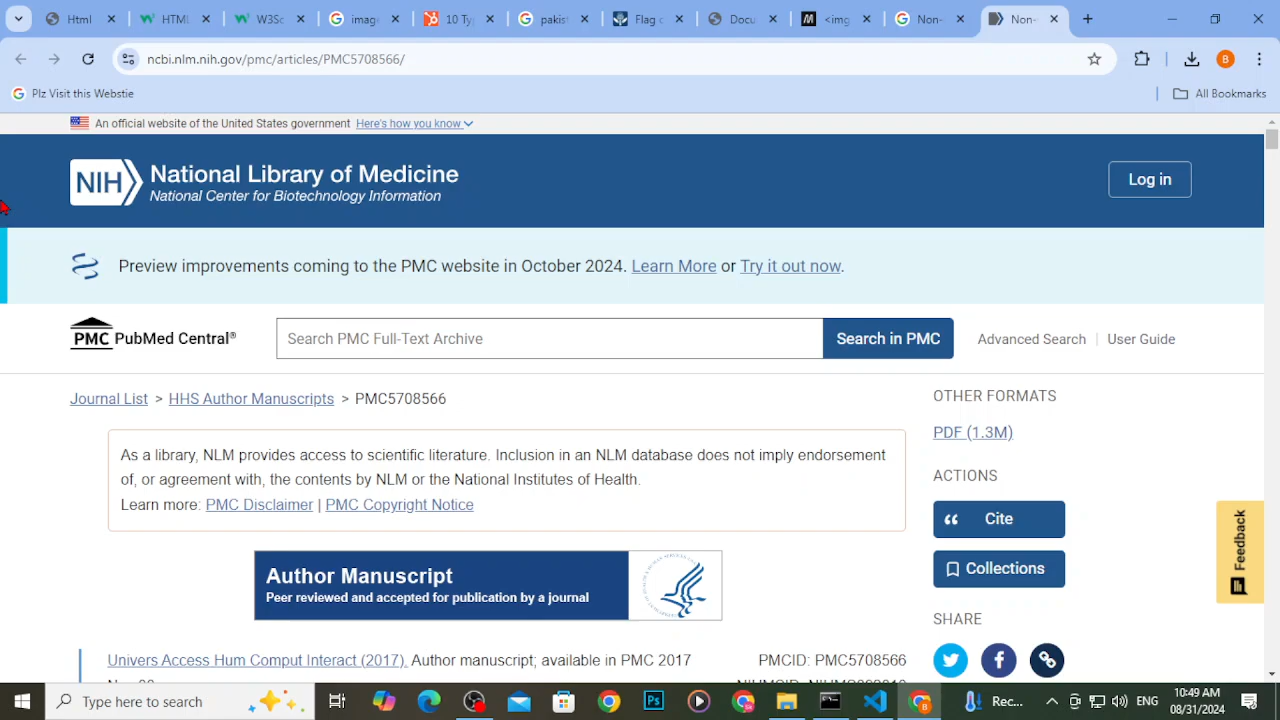 Html
HTMI
W3Sc
imag
10 Ty
pakis
Flag o
Docu
<img
Non-
Non-
ncbi.nlm.nih.gov/pmc/articles/PMC5708566/
B
Plz Visit this Webstie
All Bookmarks
An official website of the United States government Here's how you know
NIH National Library of Medicine
National Center for Biotechnology Information
Log in
Preview improvements coming to the PMC website in October 2024. Learn More or Try it out now.
PMC PubMed Central®
Search PMC Full-Text Archive
Search in PMC
Advanced Search | User Guide
Journal List > HHS Author Manuscripts > PMC5708566
OTHER FORMATS
PDF (1.3M)
As a library, NLM provides access to scientific literature. Inclusion in an NLM database does not imply endorsement
of, or agreement with, the contents by NLM or the National Institutes of Health.
Learn more: PMC Disclaimer | PMC Copyright Notice
ACTIONS
Cite
Collections
Feedback
Author Manuscript
Peer reviewed and accepted for publication by a journal
SHARE
Univers Access Hum Comput Interact (2017). Author manuscript; available in PMC 2017
PMCID: PMC5708566
Type here to search
Ps
Rec...
ENG
10:49 AM
08/31/2024